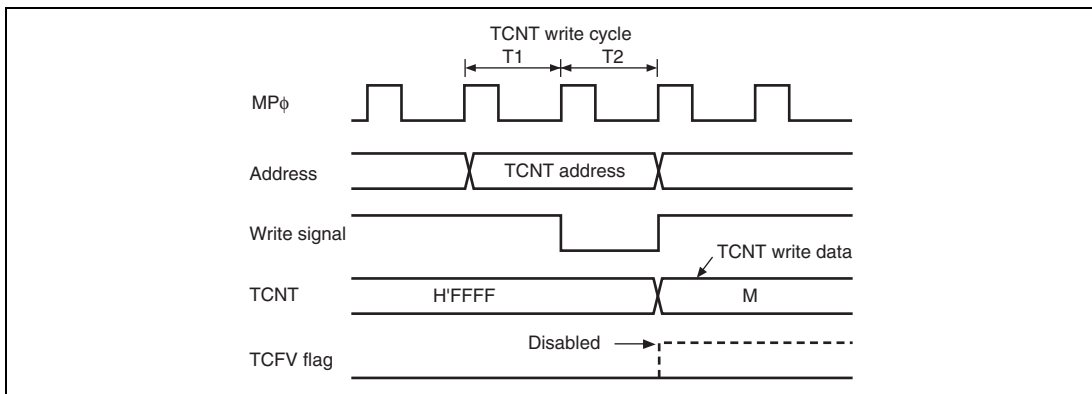 TCNT write cycle
T1 T2
MPϕ
Address TCNT address
Write signal
TCNT write data
TCNT H'FFFF M
Disabled
TCFV flag